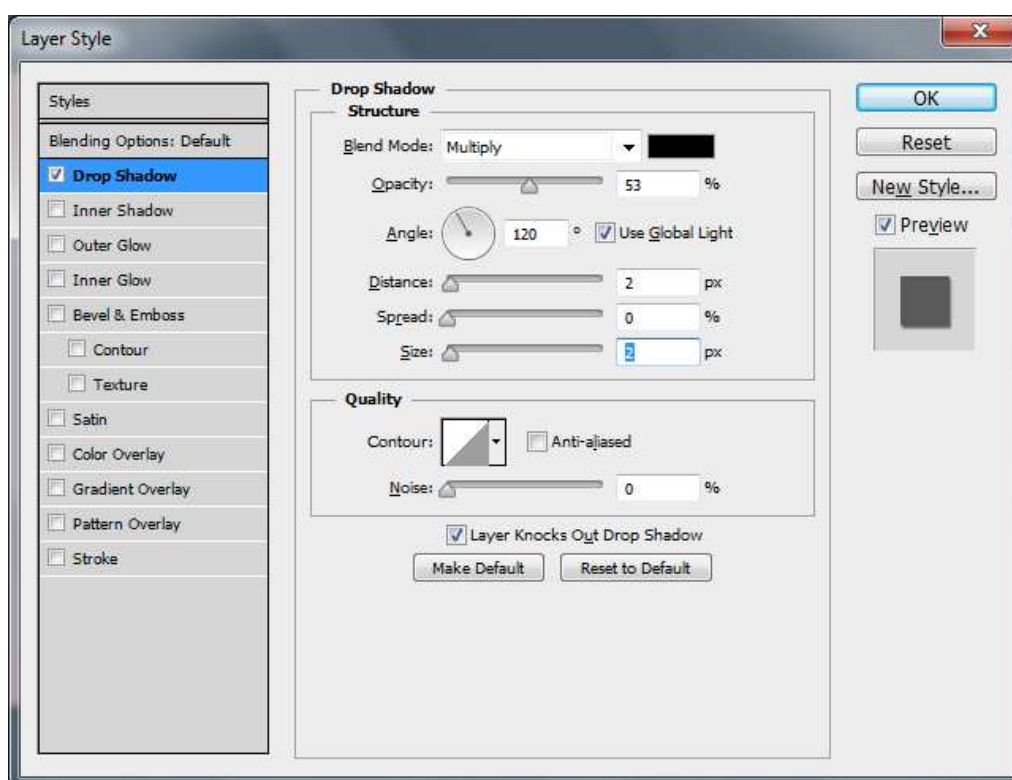 Layer Style
Styles
Blending Options: Default
Drop Shadow
Inner Shadow
Outer Glow
Inner Glow
Bevel & Emboss
Contour
Texture
Satin
Color Overlay
Gradient Overlay
Pattern Overlay
Stroke
Drop Shadow
Structure
Blend Mode: Multiply
Opacity: 53 %
Angle: 120 ° Use Global Light
Distance: 2 px
Spread: 0 %
Size: 2 px
Quality
Contour: Anti-aliased
Noise: 0 %
Layer Knocks Out Drop Shadow
Make Default Reset to Default
OK
Reset
New Style...
Preview